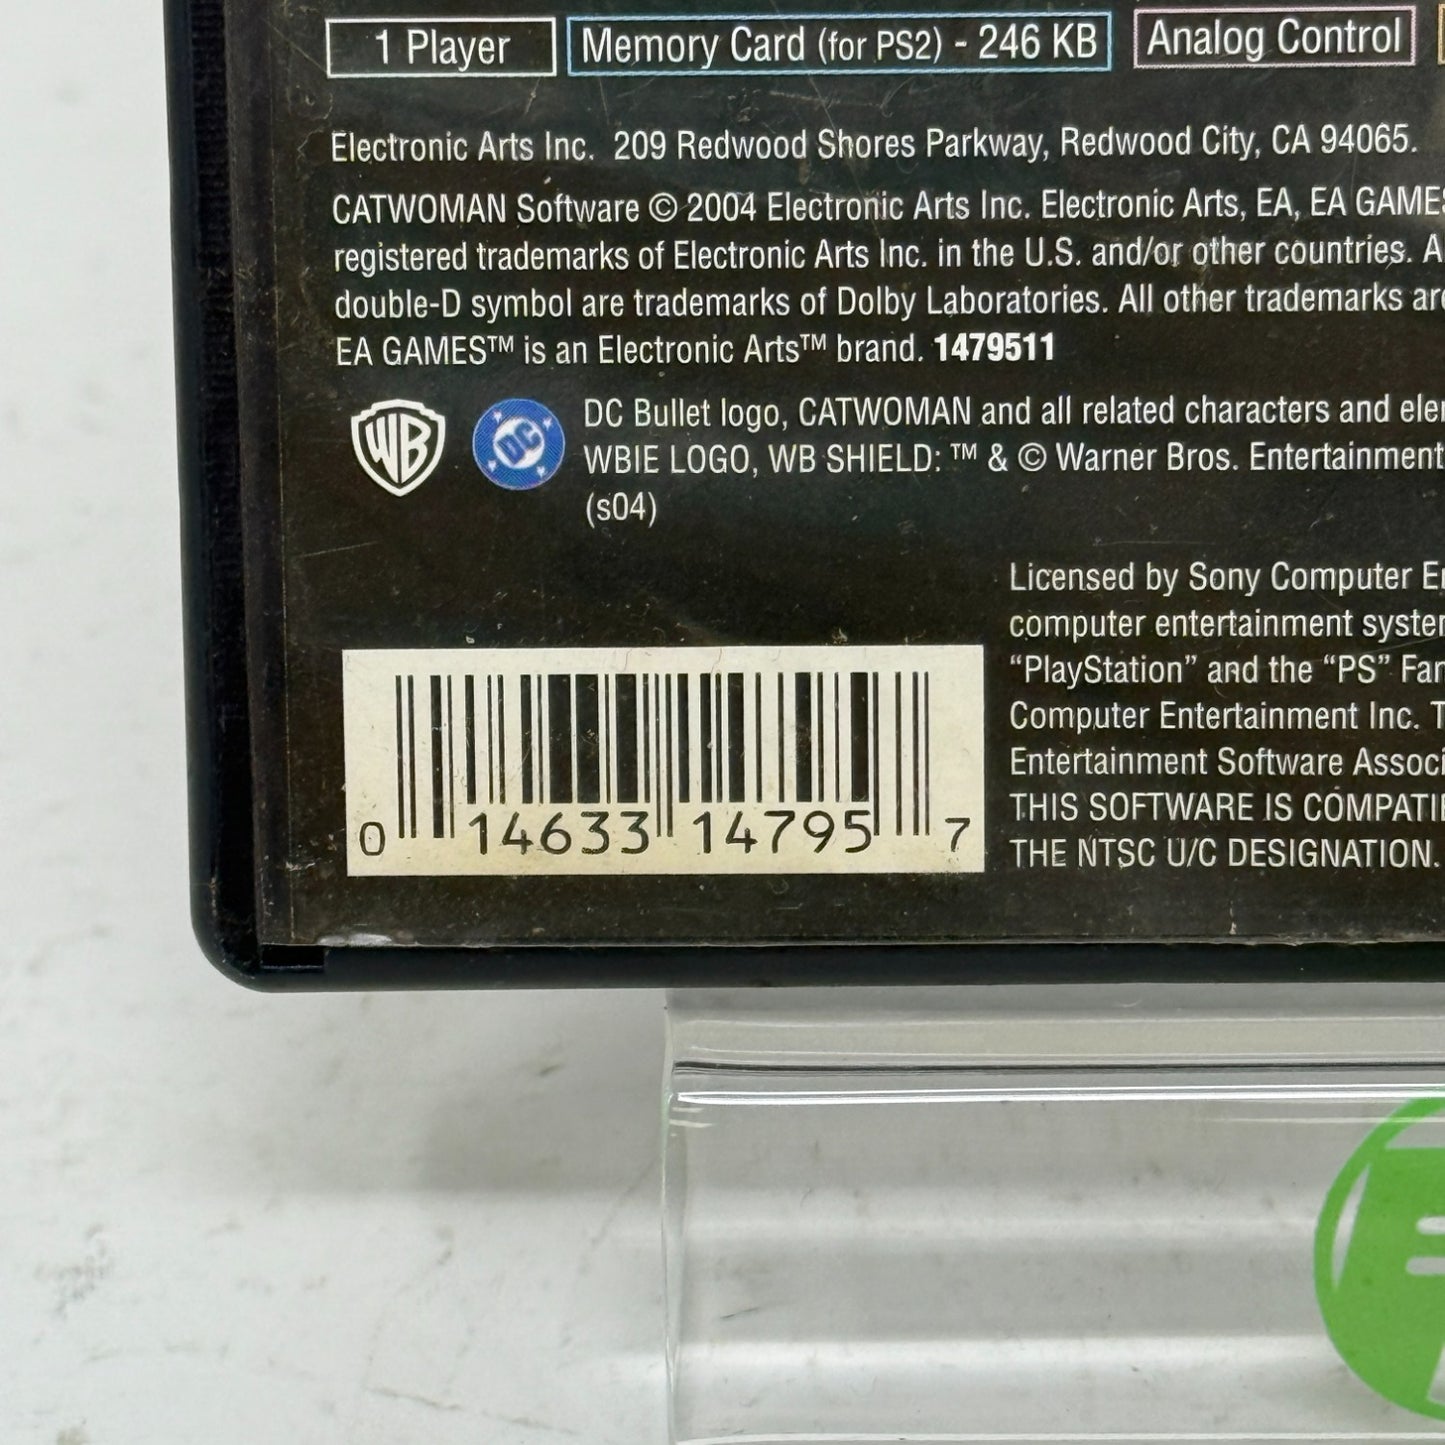 1 Player
Memory Card (for PS2) - 246 KB
Analog Control
Electronic Arts Inc. 209 Redwood Shores Parkway, Redwood City, CA 94065.
CATWOMAN Software © 2004 Electronic Arts Inc. Electronic Arts, EA, EA GAMES
registered trademarks of Electronic Arts Inc. in the U.S. and/or other countries.
double-D symbol are trademarks of Dolby Laboratories. All other trademarks are
EA GAMES™ is an Electronic Arts™ brand. 1479511
WB
DC
DC Bullet logo, CATWOMAN and all related characters and
WBIE LOGO, WB SHIELD: ™ & © Warner Bros. Entertainment
(s04)
Licensed by Sony Computer
computer entertainment
"PlayStation" and the "PS"
Computer Entertainment Inc.
Entertainment Software
THIS SOFTWARE IS
THE NTSC U/C DESIGNATION.
0 14633 14795 7